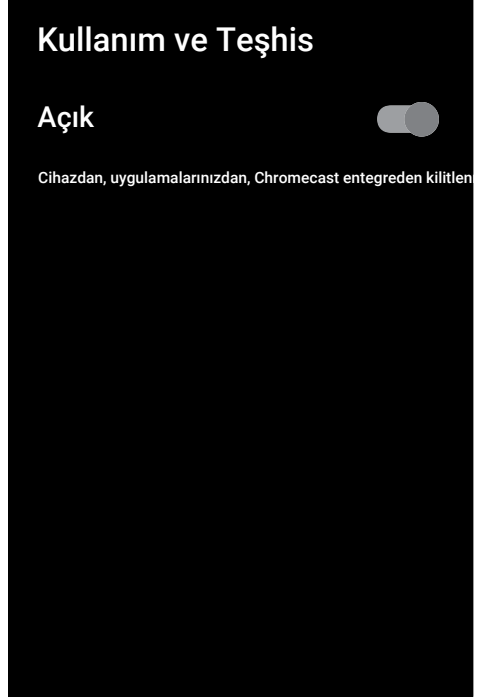 Kullanım ve Teşhis
Açık
Cihazdan, uygulamalarınızdan, Chromecast entegreden kilitlen